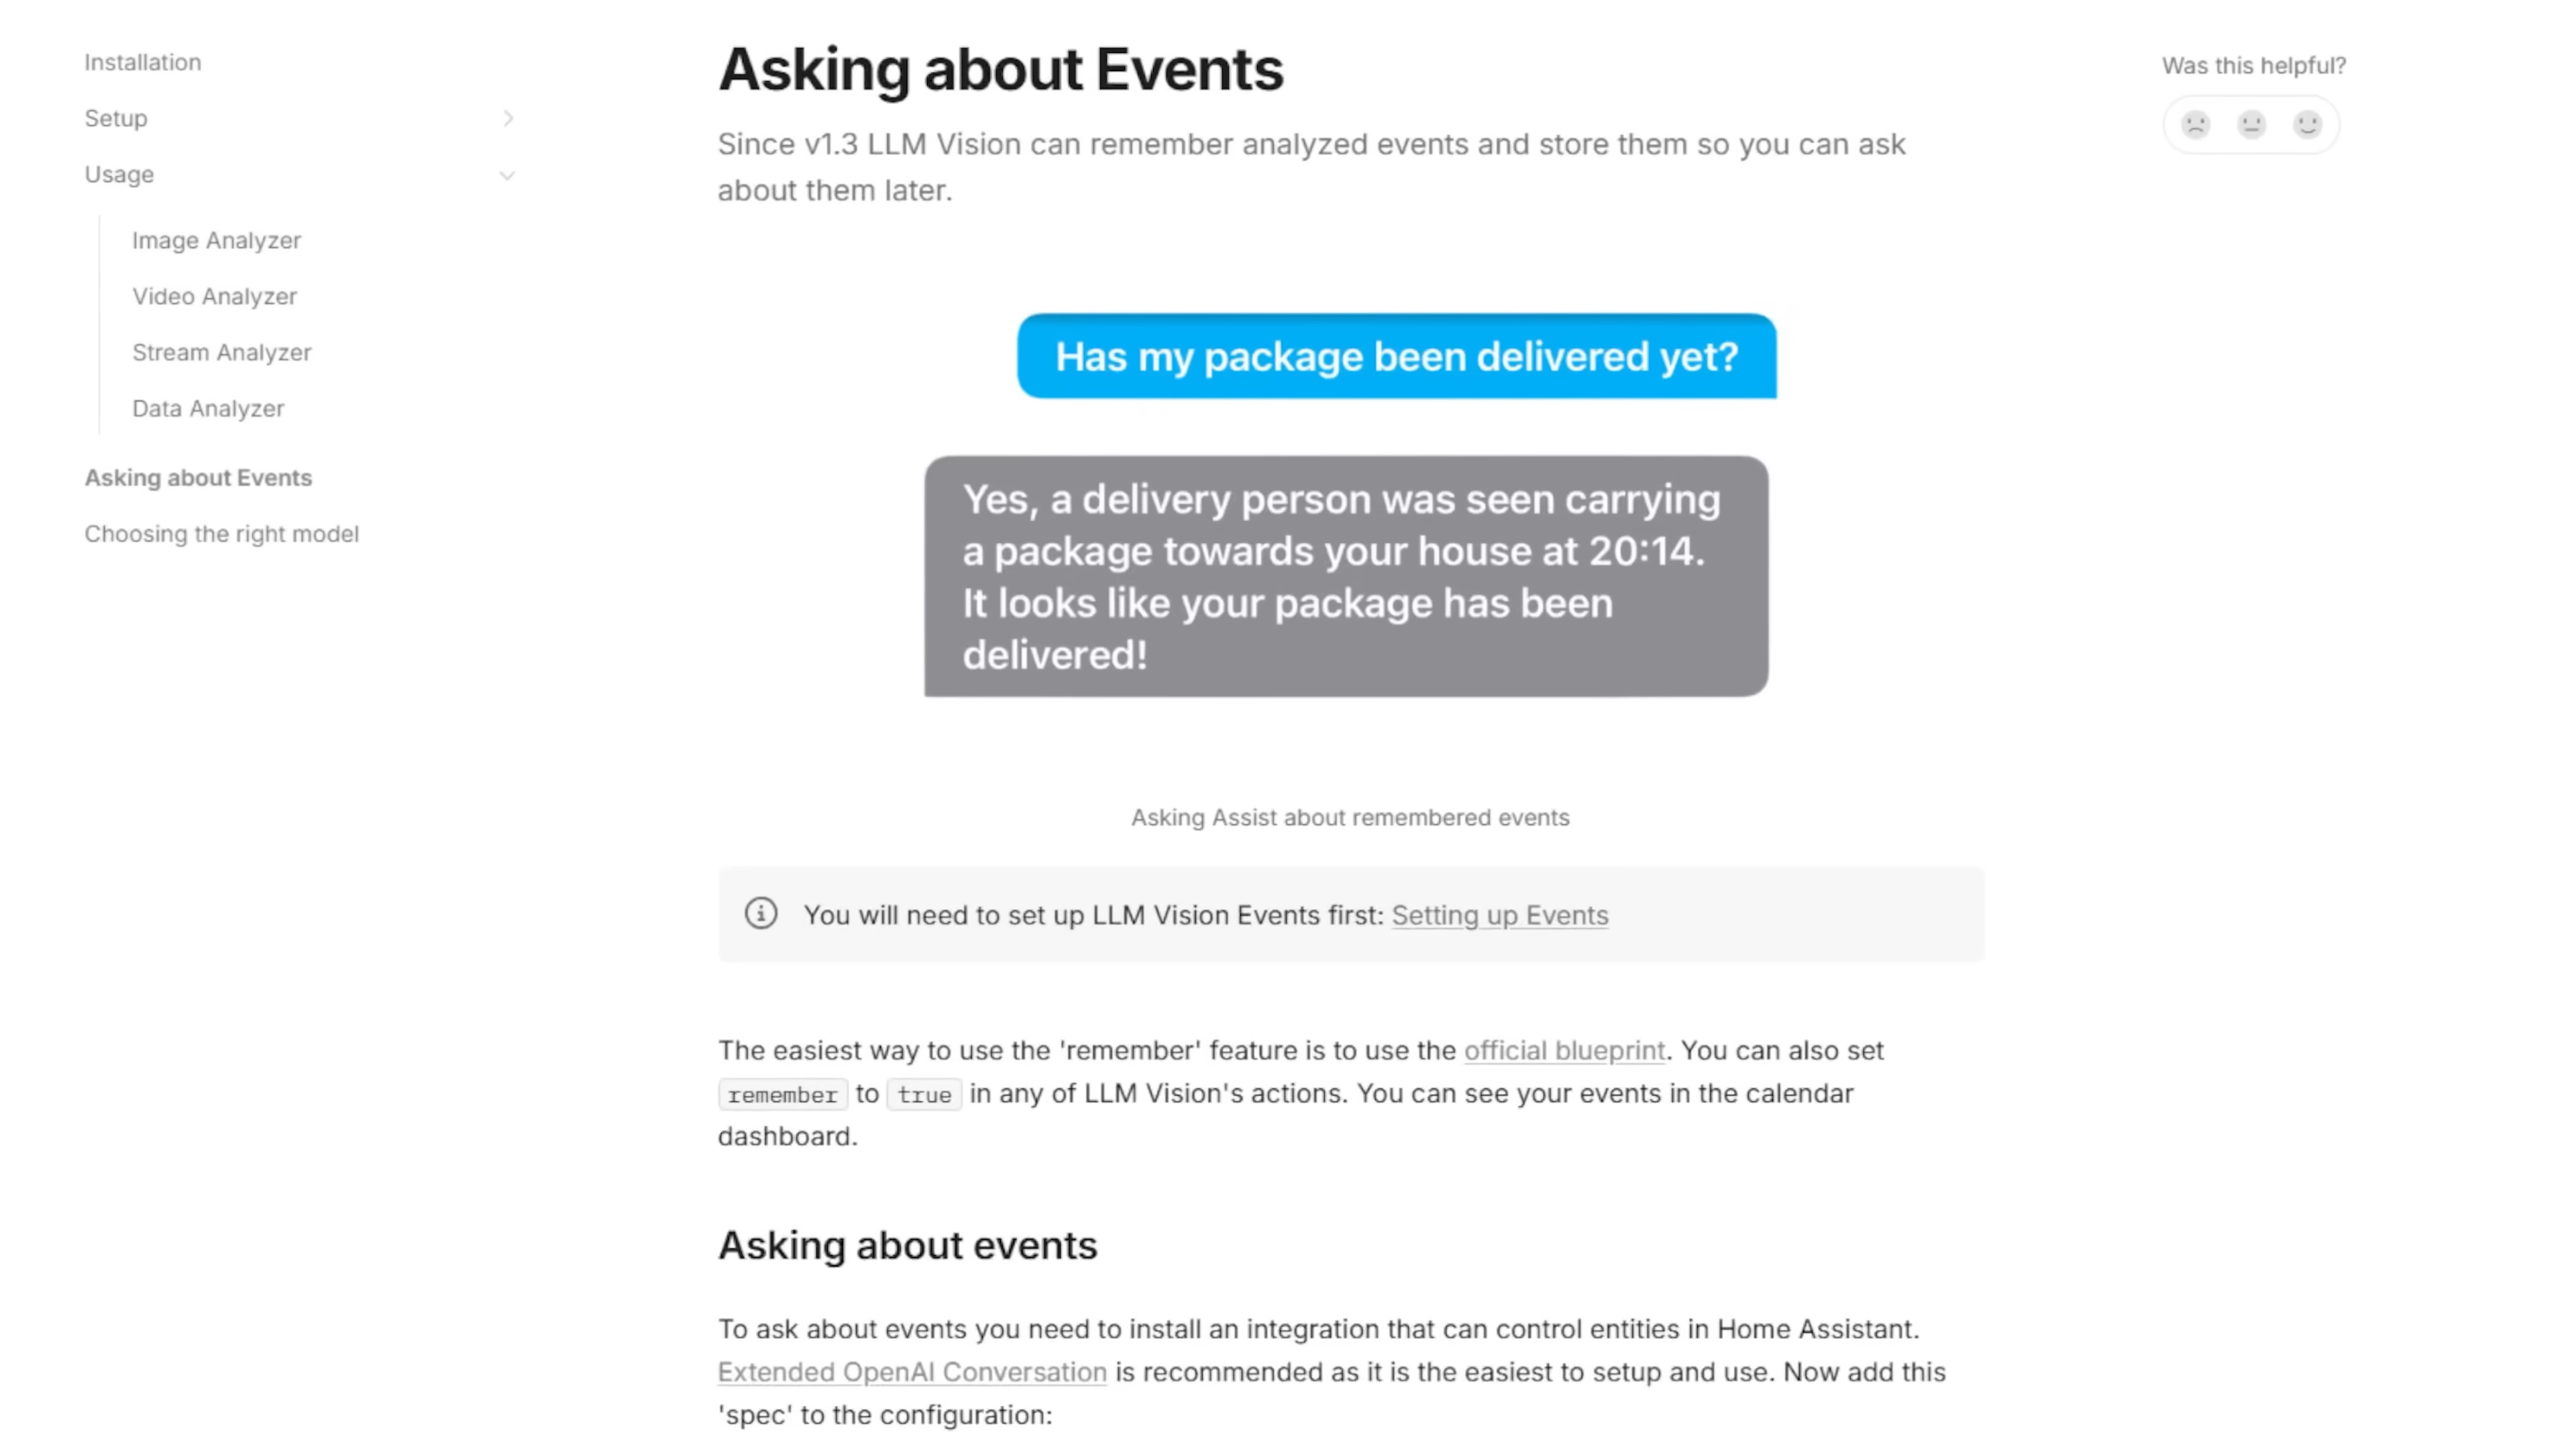 Installation
Setup
Usage
Image Analyzer
Video Analyzer
Stream Analyzer
Data Analyzer
Asking about Events
Choosing the right model
Asking about Events
Since v1.3 LLM Vision can remember analyzed events and store them so you can ask
about them later.
Has my package been delivered yet?
Yes, a delivery person was seen carrying
a package towards your house at 20:14.
It looks like your package has been
delivered!
Asking Assist about remembered events
You will need to set up LLM Vision Events first: Setting up Events
The easiest way to use the 'remember' feature is to use the official blueprint. You can also set
remember to true in any of LLM Vision's actions. You can see your events in the calendar
dashboard.
Asking about events
To ask about events you need to install an integration that can control entities in Home Assistant.
Extended OpenAI Conversation is recommended as it is the easiest to setup and use. Now add this
'spec' to the configuration:
Was this helpful?